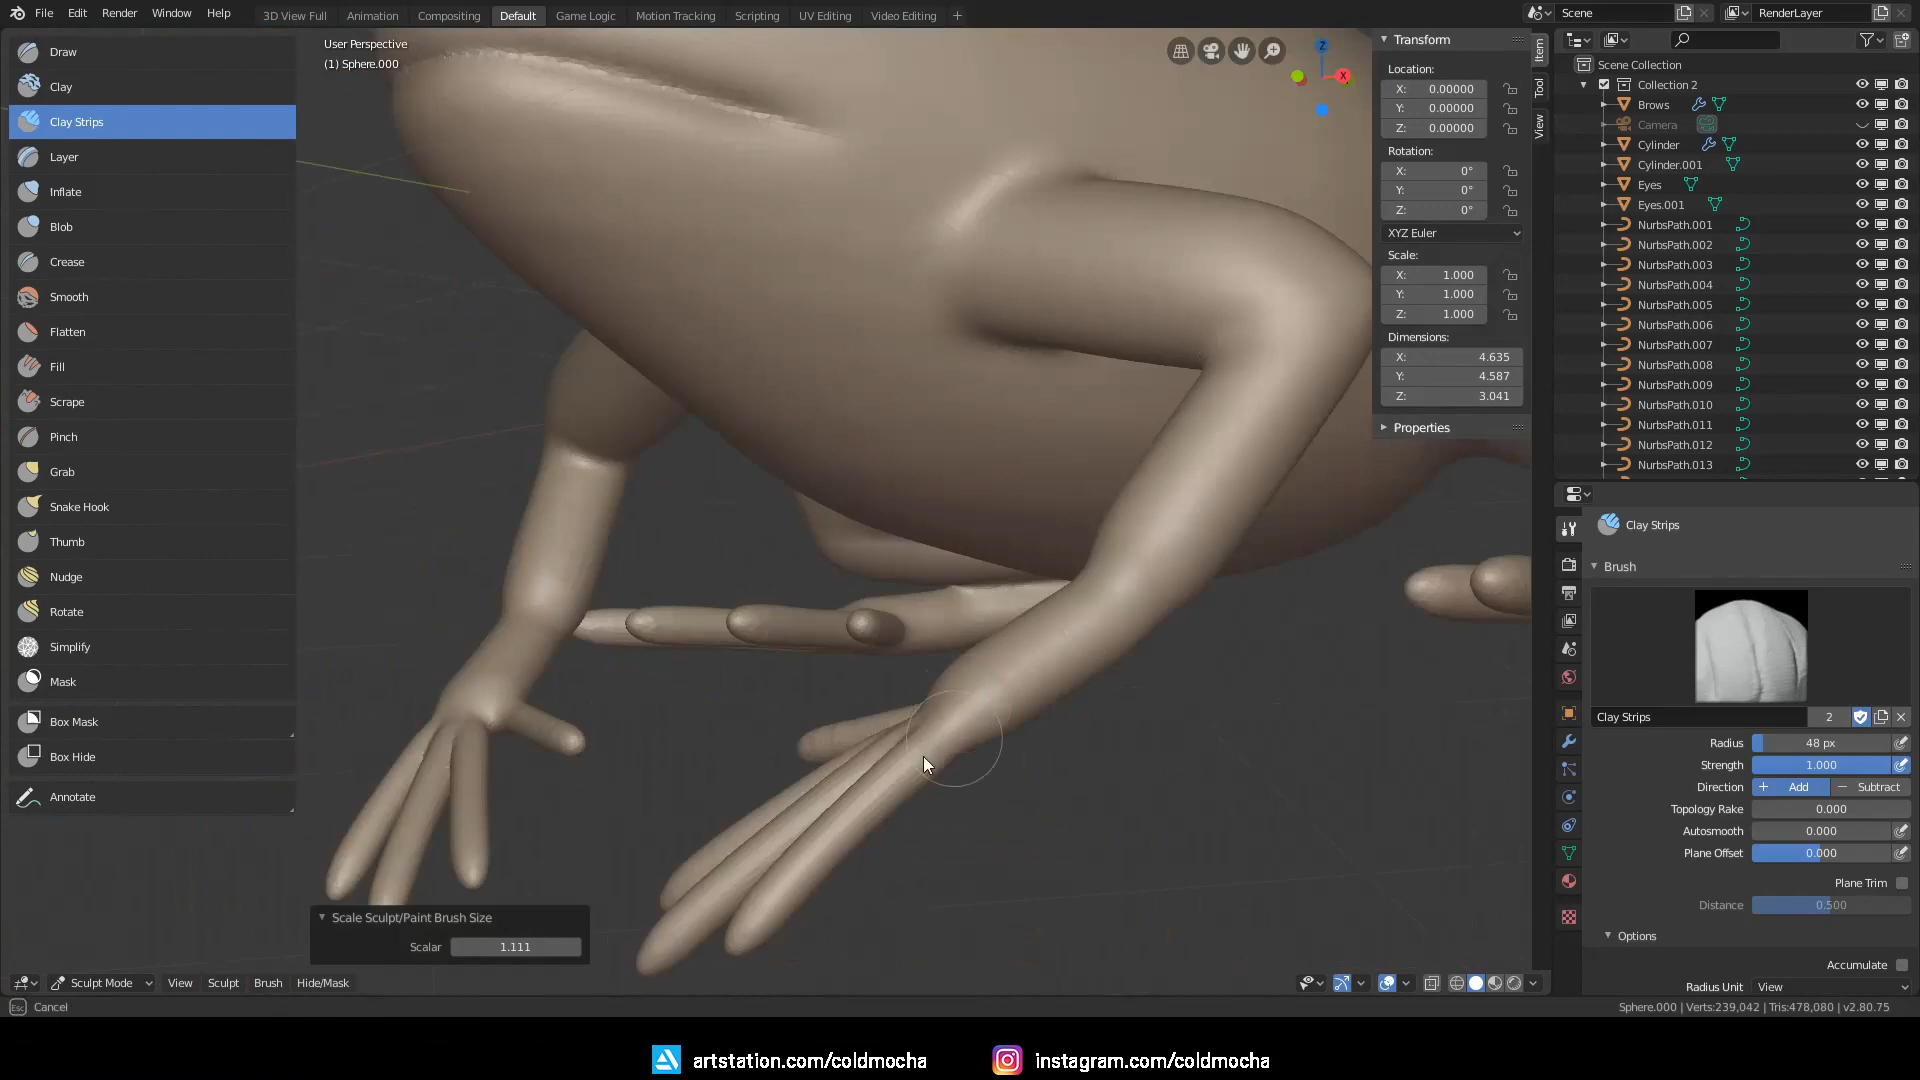 File Edit Render Window Help 3D View Full Animation Compositing Default Game Logic Motion Tracking Scripting UV Editing Video Editing + Scene RenderLayer
Draw
Clay
Clay Strips
Layer
Inflate
Blob
Crease
Smooth
Flatten
Fill
Scrape
Pinch
Grab
Snake Hook
Thumb
Nudge
Rotate
Simplify
Mask
Box Mask
Box Hide
Annotate
User Perspective
(1) Sphere.000
Z
X
Transform
Location:
X: 0.00000
Y: 0.00000
Z: 0.00000
Rotation:
X: 0°
Y: 0°
Z: 0°
XYZ Euler
Scale:
X: 1.000
Y: 1.000
Z: 1.000
Dimensions:
X: 4.635
Y: 4.587
Z: 3.041
Properties
Item
Tool
View
Scene Collection
Collection 2
Brows
Camera
Cylinder
Cylinder.001
Eyes
Eyes.001
NurbsPath.001
NurbsPath.002
NurbsPath.003
NurbsPath.004
NurbsPath.005
NurbsPath.006
NurbsPath.007
NurbsPath.008
NurbsPath.009
NurbsPath.010
NurbsPath.011
NurbsPath.012
NurbsPath.013
Clay Strips
Brush
Clay Strips 2
Radius 48 px
Strength 1.000
Direction + Add − Subtract
Topology Rake 0.000
Autosmooth 0.000
Plane Offset 0.000
Plane Trim
Distance 0.500
Options
Accumulate
Radius Unit View
Scale Sculpt/Paint Brush Size
Scalar 1.111
Sculpt Mode View Sculpt Brush Hide/Mask
Esc Cancel
Sphere.000 | Verts:239,042 | Tris:478,080 | v2.80.75
artstation.com/coldmocha instagram.com/coldmocha